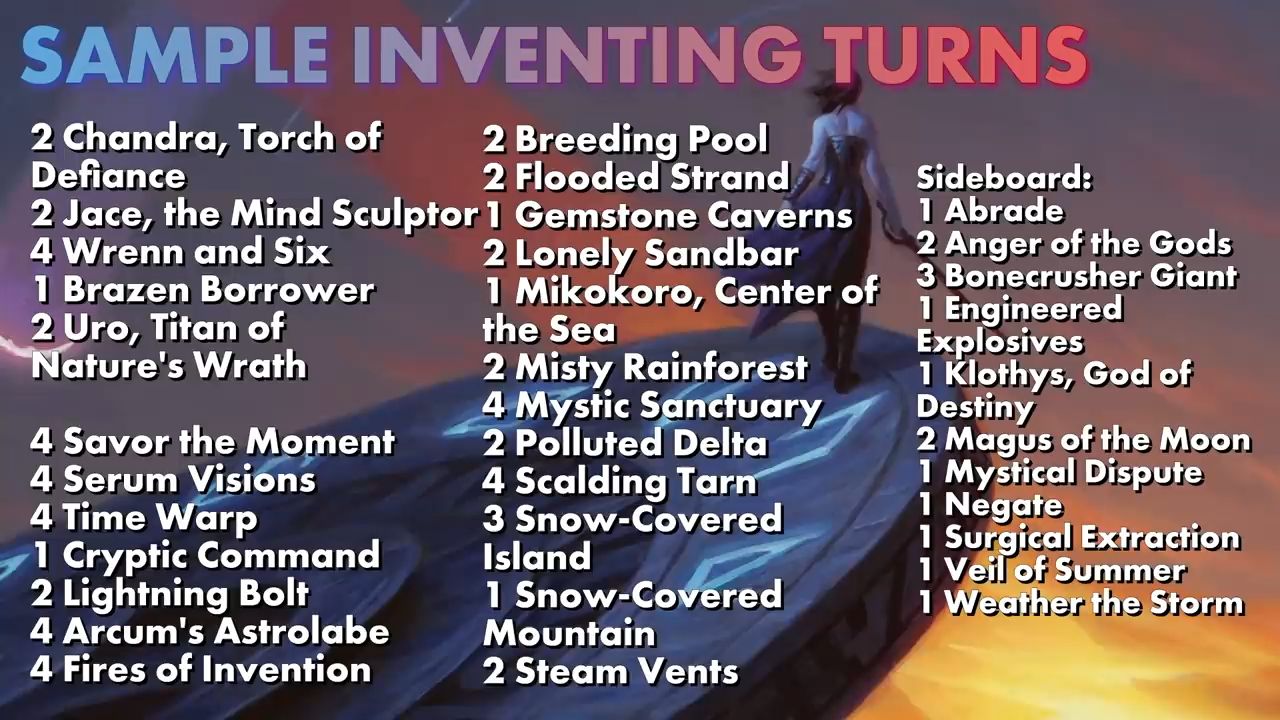 SAMPLE INVENTING TURNS
2 Chandra, Torch of
Defiance
2 Jace, the Mind Sculptor
4 Wrenn and Six
1 Brazen Borrower
2 Uro, Titan of
Nature's Wrath
4 Savor the Moment
4 Serum Visions
4 Time Warp
1 Cryptic Command
2 Lightning Bolt
4 Arcum's Astrolabe
4 Fires of Invention
2 Breeding Pool
2 Flooded Strand
1 Gemstone Caverns
2 Lonely Sandbar
1 Mikokoro, Center of
the Sea
2 Misty Rainforest
4 Mystic Sanctuary
2 Polluted Delta
4 Scalding Tarn
3 Snow-Covered
Island
1 Snow-Covered
Mountain
2 Steam Vents
Sideboard:
1 Abrade
2 Anger of the Gods
3 Bonecrusher Giant
1 Engineered
Explosives
1 Klothys, God of
Destiny
2 Magus of the Moon
1 Mystical Dispute
1 Negate
1 Surgical Extraction
1 Veil of Summer
1 Weather the Storm